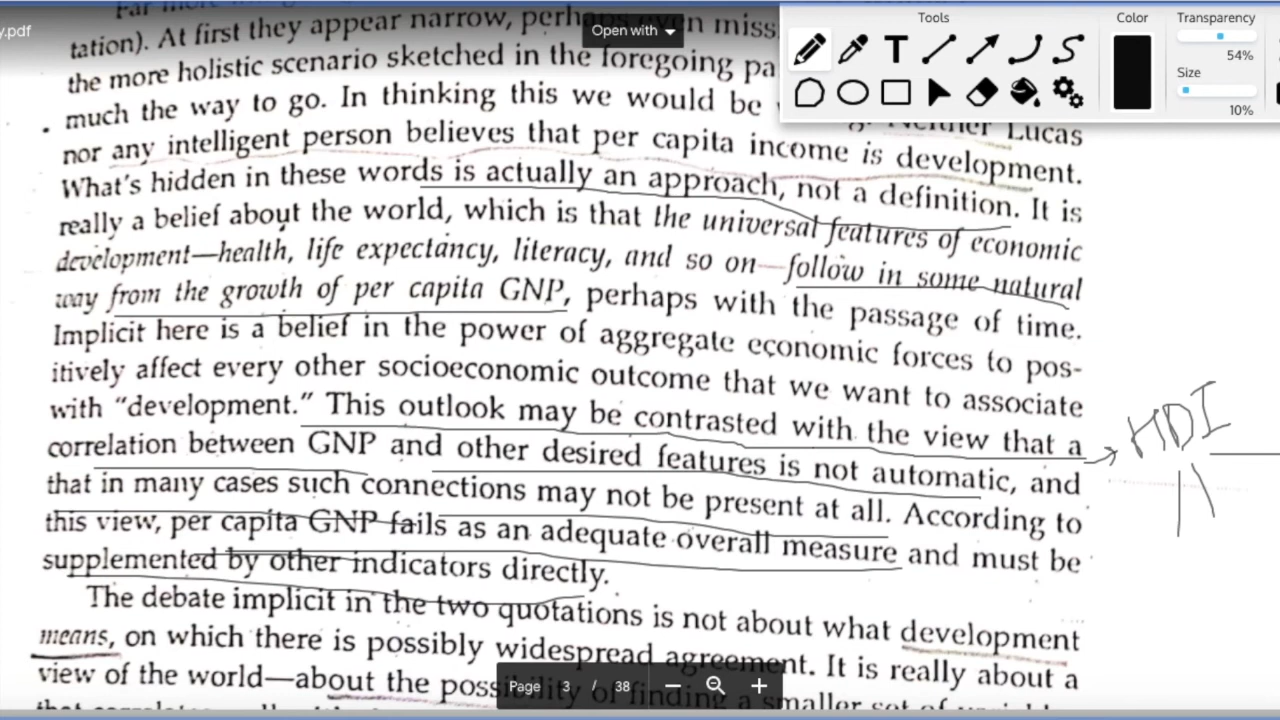 y.pdf
Open with
Tools
Color
Transparency
54%
Size
10%
T
tation). At first they appear narrow, perhaps even miss
the more holistic scenario sketched in the foregoing pa
much the way to go. In thinking this we would be
Neither Lucas
nor any intelligent person believes that per capita income is development.
What's hidden in these words is actually an approach, not a definition. It is
really a belief about the world, which is that the universal features of economic
development—health, life expectancy, literacy, and so on—follow in some natural
way from the growth of per capita GNP, perhaps with the passage of time.
Implicit here is a belief in the power of aggregate economic forces to pos-
itively affect every other socioeconomic outcome that we want to associate
with “development.” This outlook may be contrasted with the view that a
correlation between GNP and other desired features is not automatic, and
that in many cases such connections may not be present at all. According to
this view, per capita GNP fails as an adequate overall measure and must be
supplemented by other indicators directly.
HDI
The debate implicit in the two quotations is not about what development
means, on which there is possibly widespread agreement. It is really about a
view of the world—about the possibility of finding a smaller set of
Page 3 / 38